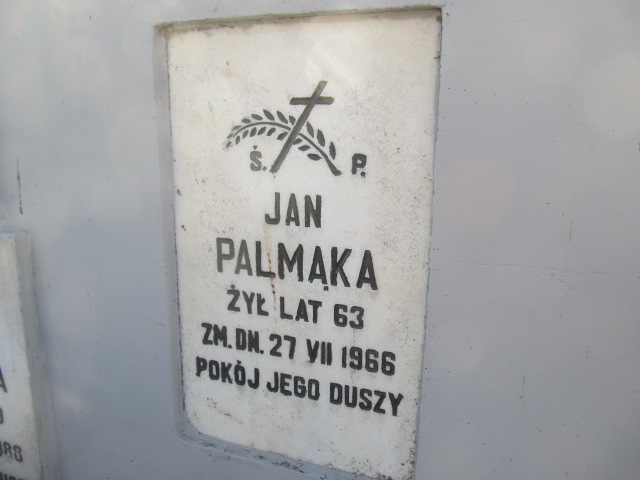 Ś. P.
JAN
PALMĄKA
ŻYŁ LAT 63
ZM. DN. 27 VII 1966
POKÓJ JEGO DUSZY